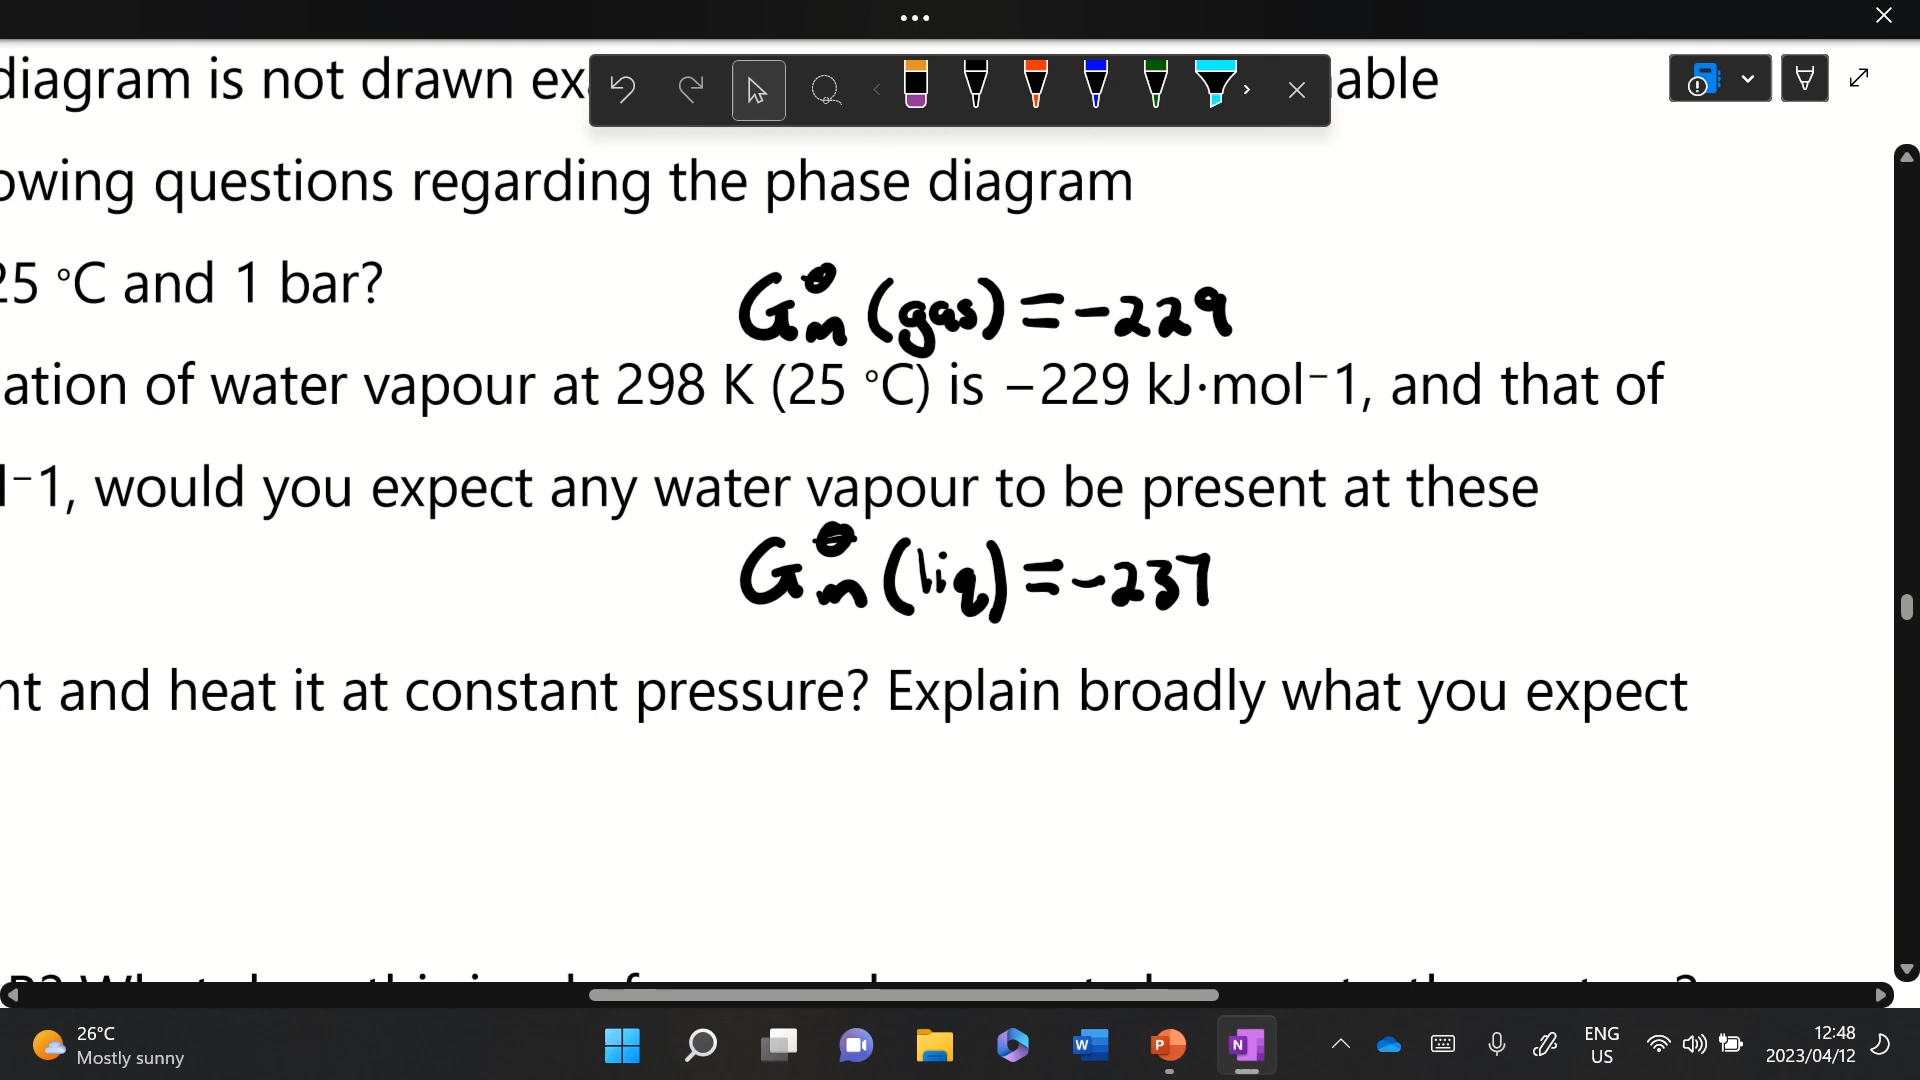 diagram is not drawn ex
able
owing questions regarding the phase diagram
25 °C and 1 bar?
G°m (gas) = -229
ation of water vapour at 298 K (25 °C) is −229 kJ·mol⁻1, and that of
l⁻1, would you expect any water vapour to be present at these
G°m (liq) = -237
nt and heat it at constant pressure? Explain broadly what you expect
26°C
Mostly sunny
ENG
US
12:48
2023/04/12